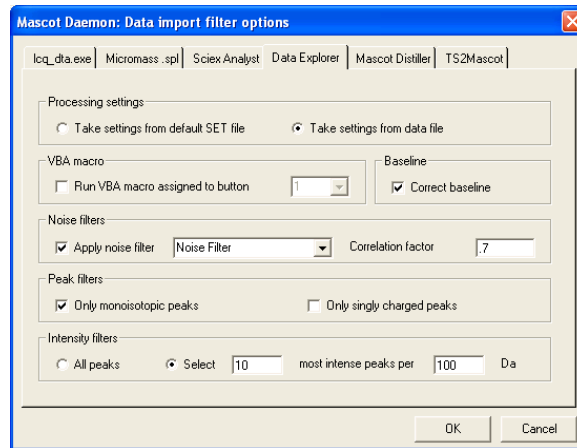 Mascot Daemon: Data import filter options
lcq_dta.exe Micromass .spl Sciex Analyst Data Explorer Mascot Distiller TS2Mascot
Processing settings
Take settings from default SET file Take settings from data file
VBA macro Baseline
Run VBA macro assigned to button 1 Correct baseline
Noise filters
Apply noise filter Noise Filter Correlation factor .7
Peak filters
Only monoisotopic peaks Only singly charged peaks
Intensity filters
All peaks Select 10 most intense peaks per 100 Da
OK Cancel